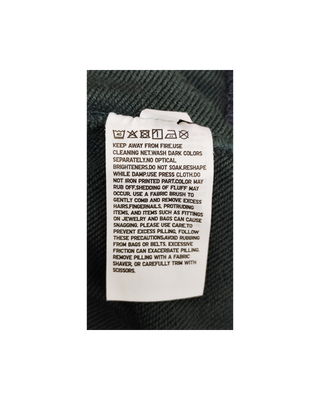 KEEP AWAY FROM FIRE,USE
CLEANING NET.WASH DARK COLORS
SEPARATELY.NO OPTICAL
BRIGHTENERS.DO NOT SOAK.RESHAPE
WHILE DAMP.USE PRESS CLOTH.DO
NOT IRON PRINTED PART.COLOR MAY
RUB OFF.SHEDDING OF FLUFF MAY
OCCUR. USE A FABRIC BRUSH TO
GENTLY COMB AND REMOVE EXCESS
HAIRS.FINGERNAILS, PROTRUDING
ITEMS, AND ITEMS SUCH AS FITTINGS
ON JEWELRY AND BAGS CAN CAUSE
SNAGGING. PLEASE USE CARE.TO
PREVENT EXCESS PILLING, FOLLOW
THESE PRECAUTIONS.AVOID RUBBING
FROM BAGS OR BELTS. EXCESSIVE
FRICTION CAN EXACERBATE PILLING.
REMOVE PILLING WITH A FABRIC
SHAVER, OR CAREFULLY TRIM WITH
SCISSORS.